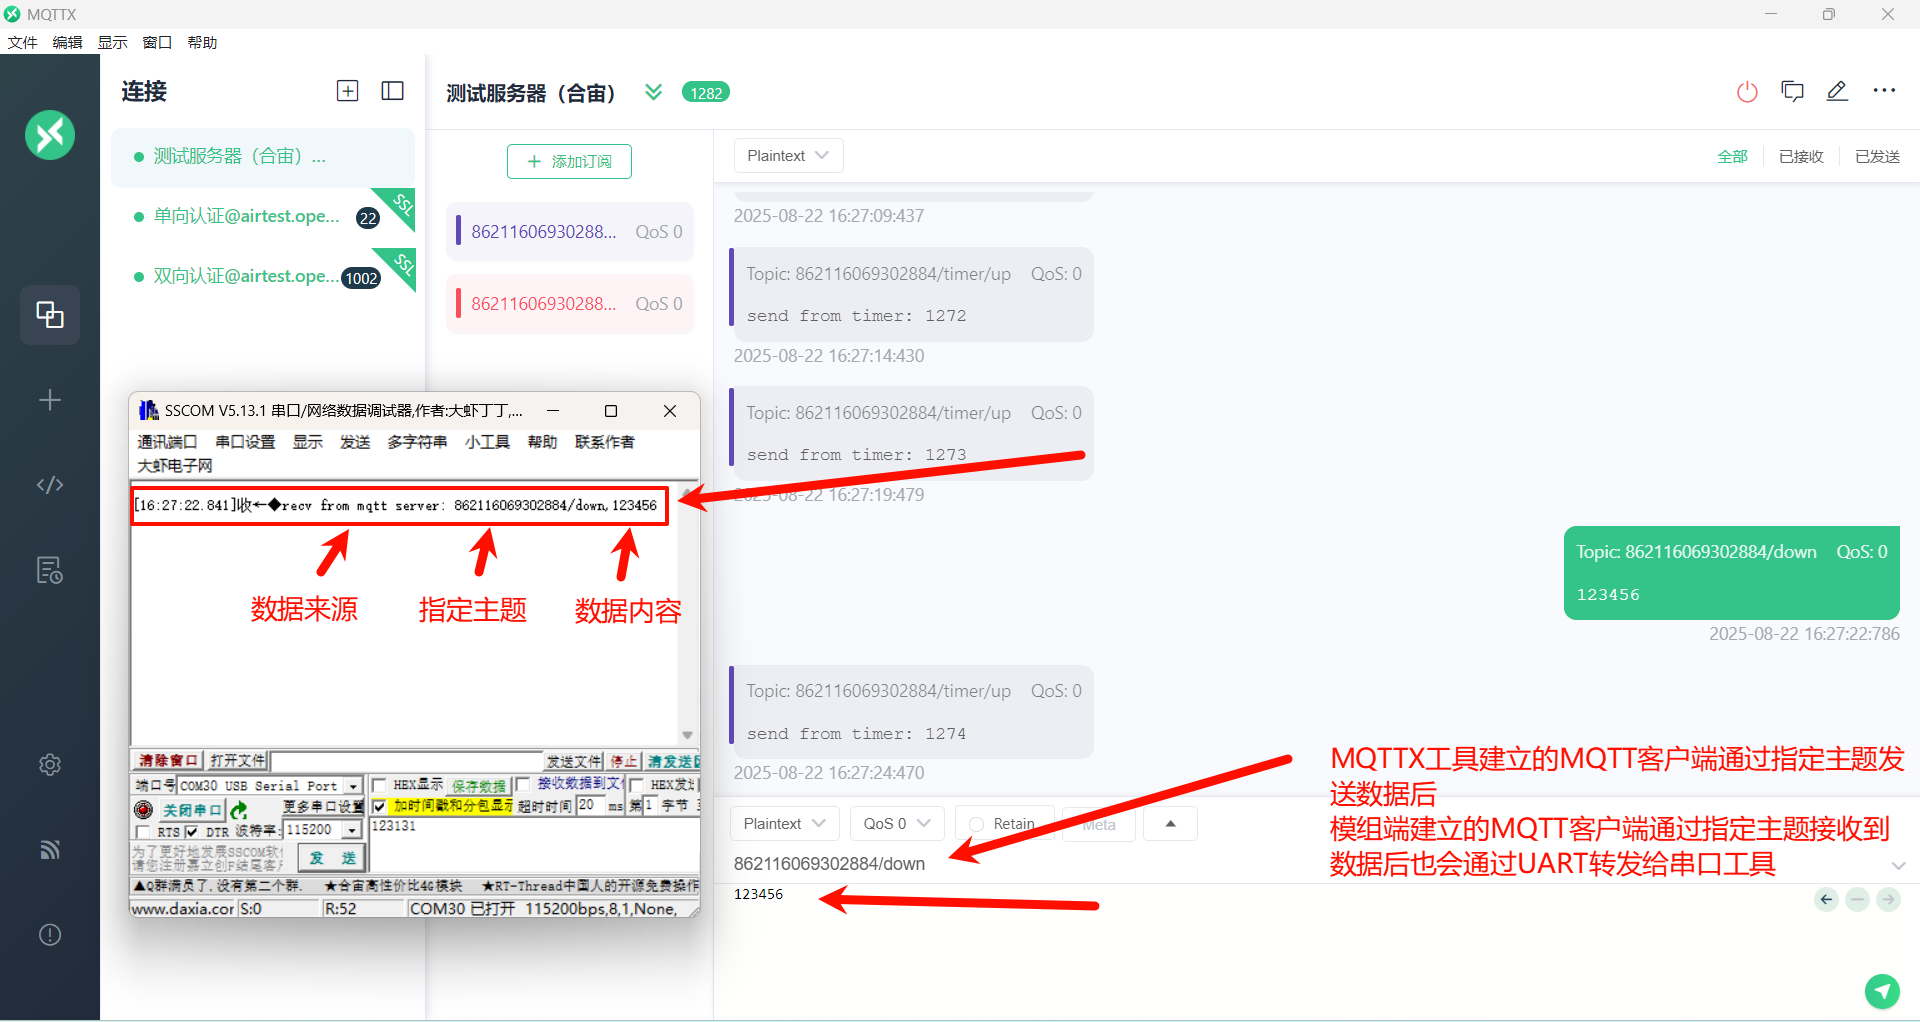 MQTTX
文件 编辑 显示 窗口 帮助
连接
测试服务器（合宙）...
单向认证@airtest.ope... 22 SSL
双向认证@airtest.ope... 1002 SSL
测试服务器（合宙） 1282
添加订阅
86211606930288... QoS 0
86211606930288... QoS 0
Plaintext
全部 已接收 已发送
2025-08-22 16:27:09:437
Topic: 862116069302884/timer/up QoS: 0
send from timer: 1272
2025-08-22 16:27:14:430
Topic: 862116069302884/timer/up QoS: 0
send from timer: 1273
2025-08-22 16:27:19:479
Topic: 862116069302884/down QoS: 0
123456
2025-08-22 16:27:22:786
Topic: 862116069302884/timer/up QoS: 0
send from timer: 1274
2025-08-22 16:27:24:470
Plaintext QoS 0 Retain Meta
862116069302884/down
123456
MQTTX工具建立的MQTT客户端通过指定主题发
送数据后
模组端建立的MQTT客户端通过指定主题接收到
数据后也会通过UART转发给串口工具
SSCOM V5.13.1 串口/网络数据调试器,作者:大虾丁丁,...
通讯端口 串口设置 显示 发送 多字符串 小工具 帮助 联系作者
大虾电子网
[16:27:22.841]收←◆recv from mqtt server: 862116069302884/down,123456
数据来源 指定主题 数据内容
清除窗口 打开文件 发送文件 停止 清发送区
端口号 COM30 USB Serial Port HEX显示 保存数据 接收数据到文 HEX发
关闭串口 更多串口设置 加时间戳和分包显示 超时时间 20 ms 第1 字节
RTS DTR 波特率: 115200 123131
为了更好地发展SSCOM软
请您注册嘉立创F结尾客
发 送
▲Q群满员了,没有第二个群. ★合宙高性价比4G模块 ★RT-Thread中国人的开源免费操作
www.daxia.cor S:0 R:52 COM30 已打开 115200bps,8,1,None,